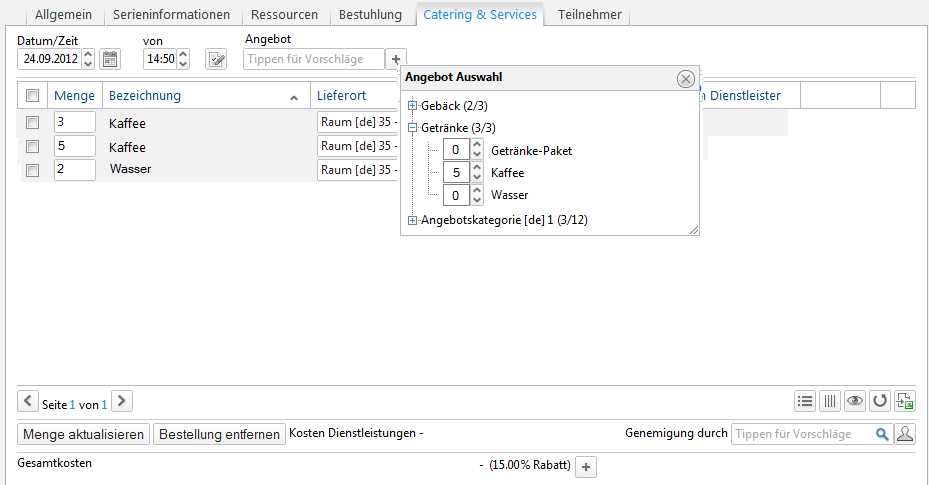 Allgemein Serieninformationen Ressourcen Bestuhlung Catering & Services Teilnehmer
Datum/Zeit von Angebot
24.09.2012 14:50 Tippen für Vorschläge +
Angebot Auswahl
Gebäck (2/3)
Getränke (3/3)
0 Getränke-Paket
5 Kaffee
0 Wasser
Angebotskategorie [de] 1 (3/12)
Menge Bezeichnung Lieferort Dienstleister
3 Kaffee Raum [de] 35 -
5 Kaffee Raum [de] 35 -
2 Wasser Raum [de] 35 -
Seite 1 von 1
Menge aktualisieren Bestellung entfernen Kosten Dienstleistungen - Genehmigung durch Tippen für Vorschläge
Gesamtkosten - (15.00% Rabatt) +